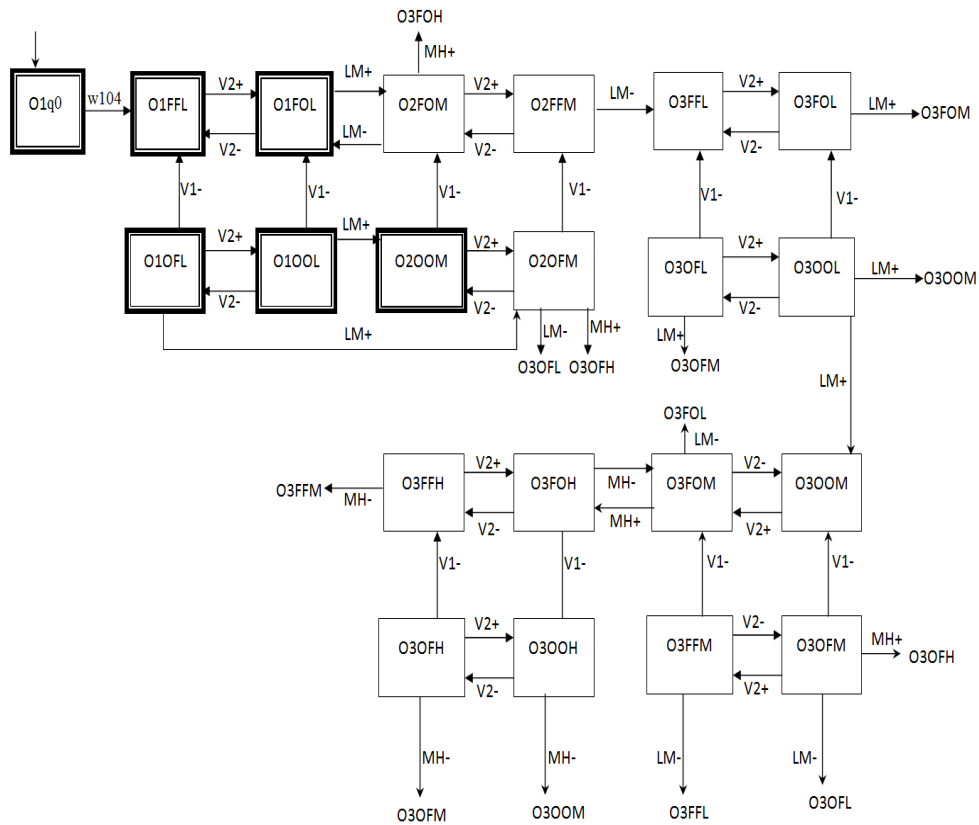 O3FOH
MH+
O1q0
w104
O1FFL
V2+
V2-
O1FOL
LM+
LM-
O2FOM
V2+
V2-
O2FFM
LM-
O3FFL
V2+
V2-
O3FOL
LM+
O3FOM
V1-
V1-
V1-
V1-
V1-
V1-
O1OFL
V2+
V2-
O1OOL
LM+
O2OOM
V2+
V2-
O2OFM
O3OFL
V2+
V2-
O3OOL
LM+
O3OOM
LM+
LM-
MH+
O3OFL
O3OFH
LM+
O3OFM
LM+
O3FOL
LM-
O3FFM
MH-
O3FFH
V2+
V2-
O3FOH
MH-
MH+
O3FOM
V2-
V2+
O3OOM
V1-
V1-
V1-
V1-
O3OFH
V2+
V2-
O3OOH
O3FFM
V2-
V2+
O3OFM
MH+
O3OFH
MH-
MH-
LM-
LM-
O3OFM
O3OOM
O3FFL
O3OFL